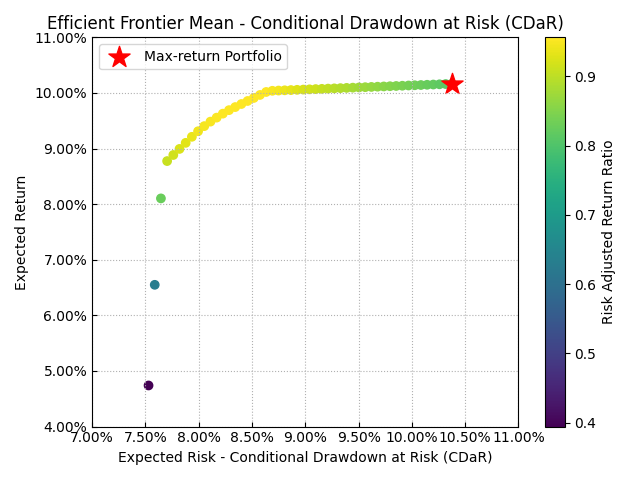 Efficient Frontier Mean - Conditional Drawdown at Risk (CDaR)
Max-return Portfolio
11.00%
10.00%
9.00%
8.00%
7.00%
6.00%
5.00%
4.00%
Expected Return
7.00% 7.50% 8.00% 8.50% 9.00% 9.50% 10.00% 10.50% 11.00%
Expected Risk - Conditional Drawdown at Risk (CDaR)
0.9
0.8
0.7
0.6
0.5
0.4
Risk Adjusted Return Ratio